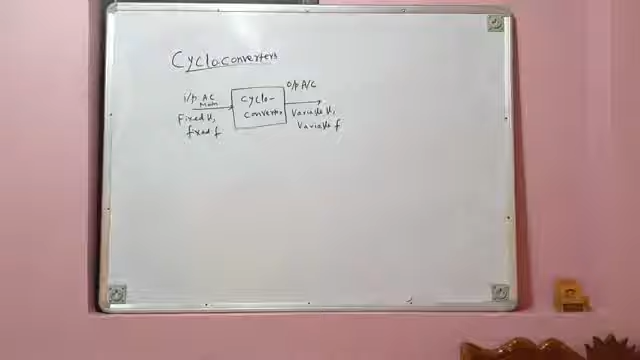 Cycloconverters
i/p AC
Main
Fixed V,
fixed f
Cyclo-
converter
o/p A/C
Variable V,
Variable f